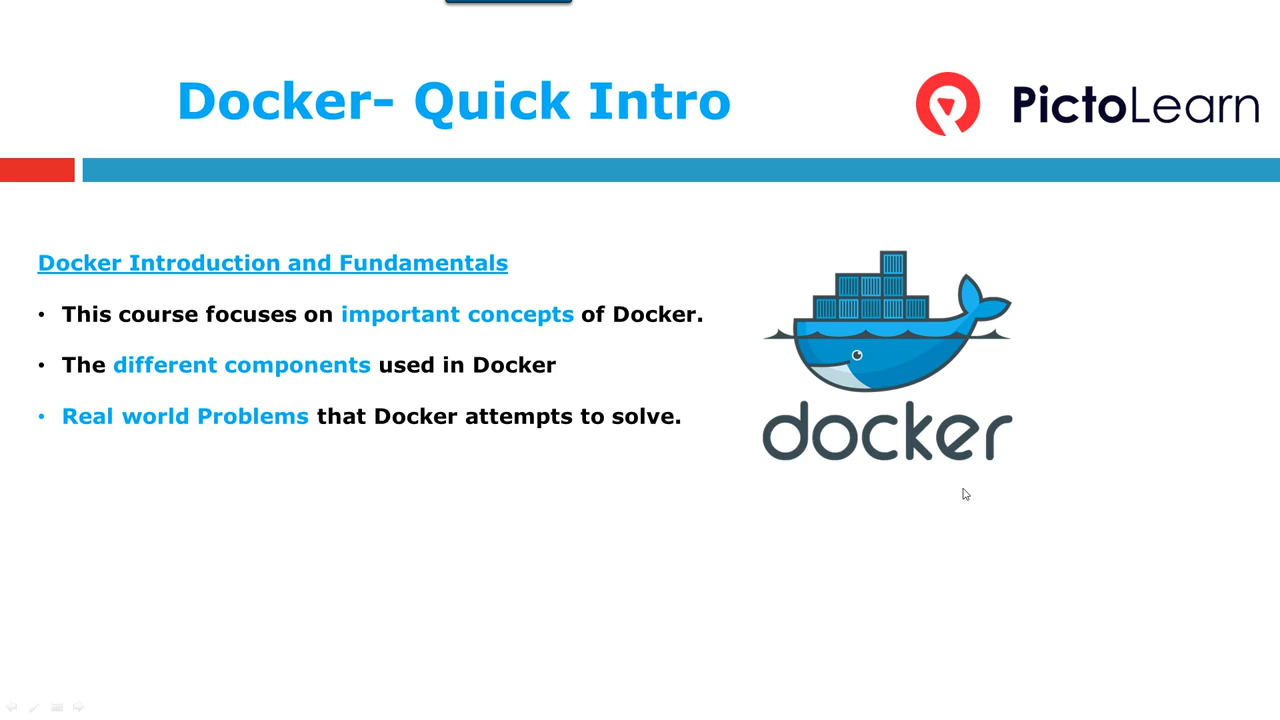 Docker- Quick Intro
PictoLearn
Docker Introduction and Fundamentals
• This course focuses on important concepts of Docker.
• The different components used in Docker
• Real world Problems that Docker attempts to solve.
docker